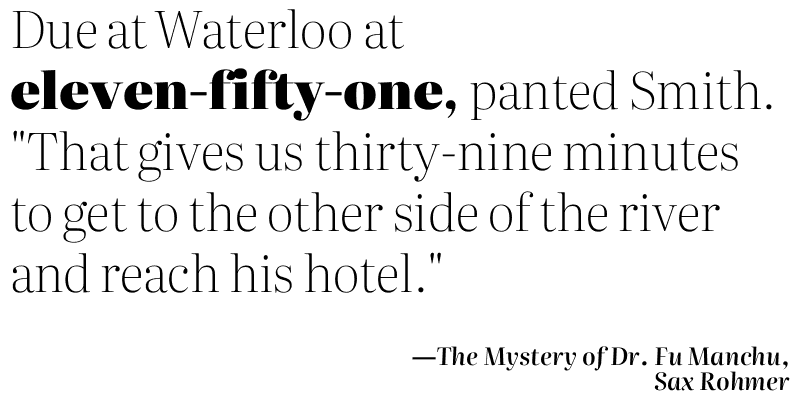 Due at Waterloo at
eleven-fifty-one, panted Smith.
"That gives us thirty-nine minutes
to get to the other side of the river
and reach his hotel."
—The Mystery of Dr. Fu Manchu,
Sax Rohmer